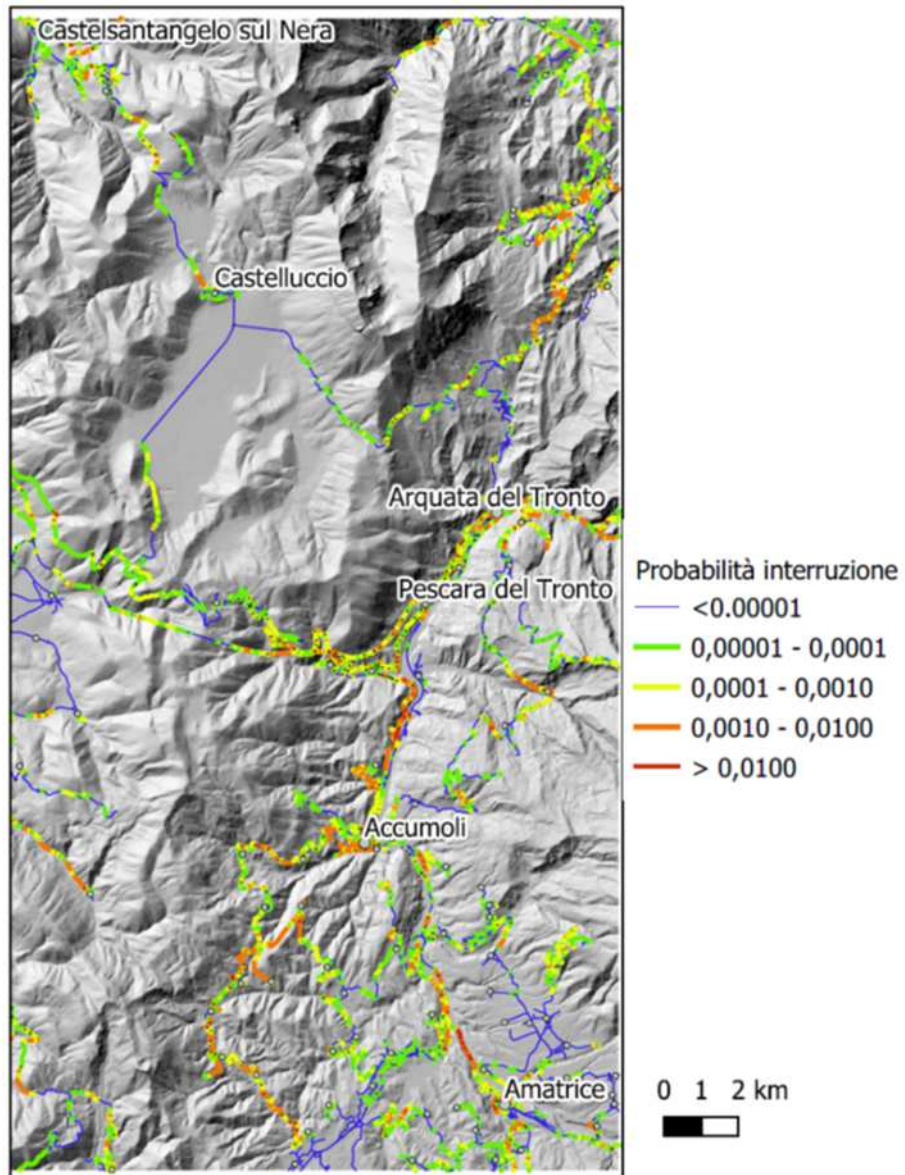 Castelsantangelo sul Nera
Castelluccio
Arquata del Tronto
Pescara del Tronto
Accumoli
Amatrice
Probabilità interruzione
<0.00001
0,00001 - 0,0001
0,0001 - 0,0010
0,0010 - 0,0100
> 0,0100
0 1 2 km